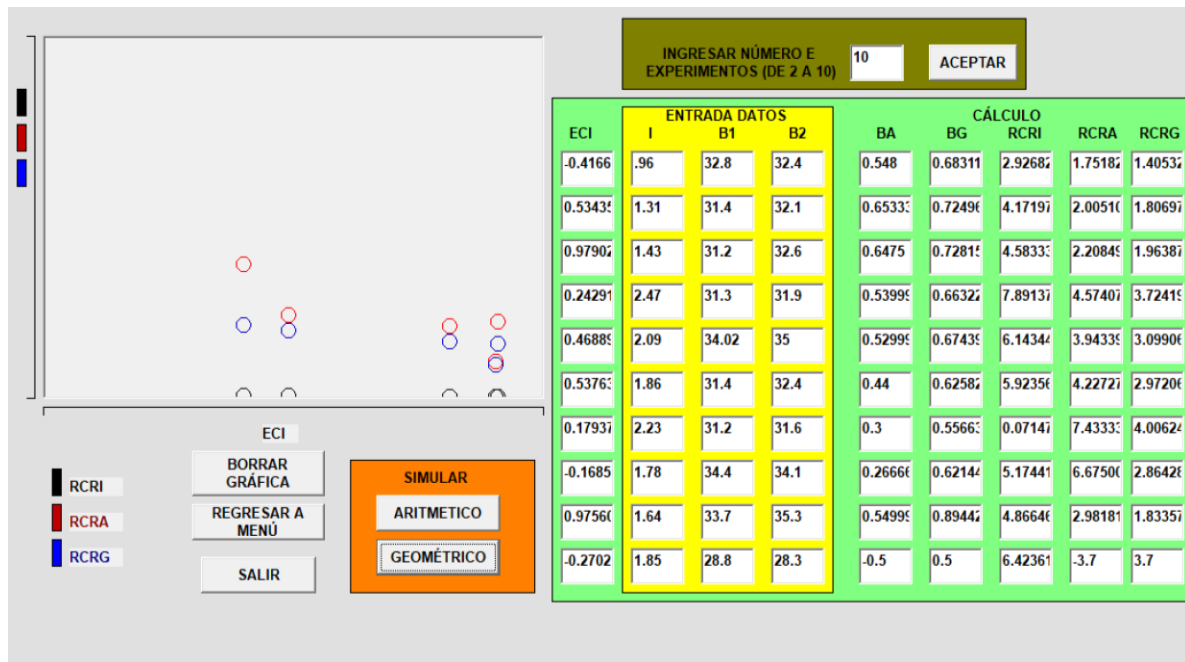 INGRESAR NÚMERO E
EXPERIMENTOS (DE 2 A 10)
10
ACEPTAR
ENTRADA DATOS
CÁLCULO
ECI I B1 B2 BA BG RCRI RCRA RCRG
-0.4166 .96 32.8 32.4 0.548 0.68311 2.92682 1.75182 1.40532
0.53435 1.31 31.4 32.1 0.65333 0.72496 4.17197 2.00510 1.80697
0.97902 1.43 31.2 32.6 0.6475 0.72815 4.58333 2.20849 1.96387
0.24291 2.47 31.3 31.9 0.53999 0.66322 7.89137 4.57407 3.72419
0.46889 2.09 34.02 35 0.52999 0.67439 6.14344 3.94339 3.09906
0.53763 1.86 31.4 32.4 0.44 0.62582 5.92356 4.22727 2.97206
0.17937 2.23 31.2 31.6 0.3 0.55663 0.07147 7.43333 4.00624
-0.1685 1.78 34.4 34.1 0.26666 0.62144 5.17441 6.67500 2.86428
0.97560 1.64 33.7 35.3 0.54999 0.89442 4.86646 2.98181 1.83357
-0.2702 1.85 28.8 28.3 -0.5 0.5 6.42361 -3.7 3.7
ECI
BORRAR
GRÁFICA
REGRESAR A
MENÚ
SALIR
RCRI
RCRA
RCRG
SIMULAR
ARITMETICO
GEOMÉTRICO